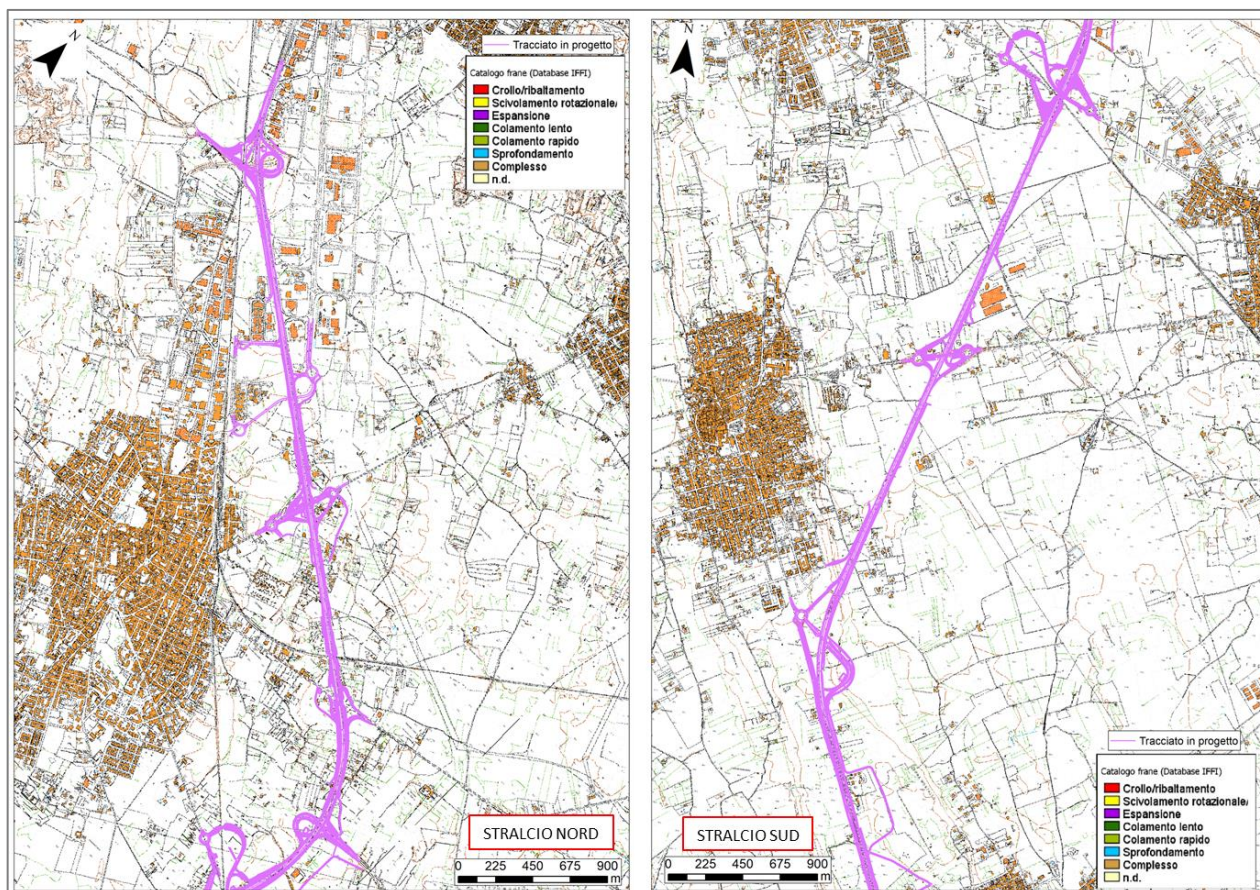 N
Tracciato in progetto
Catalogo frane (Database IFFI)
Crollo/ribaltamento
Scivolamento rotazionale/
Espansione
Colamento lento
Colamento rapido
Sprofondamento
Complesso
n.d.
STRALCIO NORD
0 225 450 900
m
N
STRALCIO SUD
0 225 450 900
m
Tracciato in progetto
Catalogo frane (Database IFFI)
Crollo/ribaltamento
Scivolamento rotazionale/
Espansione
Colamento lento
Colamento rapido
Sprofondamento
Complesso
n.d.